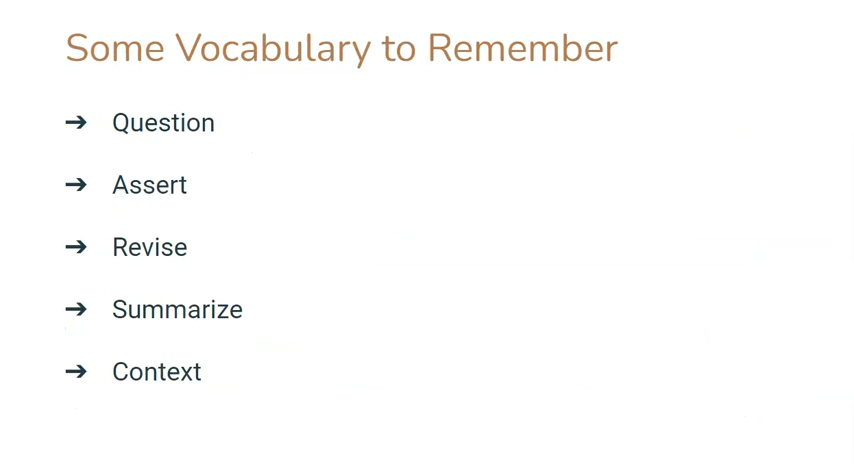 Some Vocabulary to Remember
➔ Question
➔ Assert
➔ Revise
➔ Summarize
➔ Context